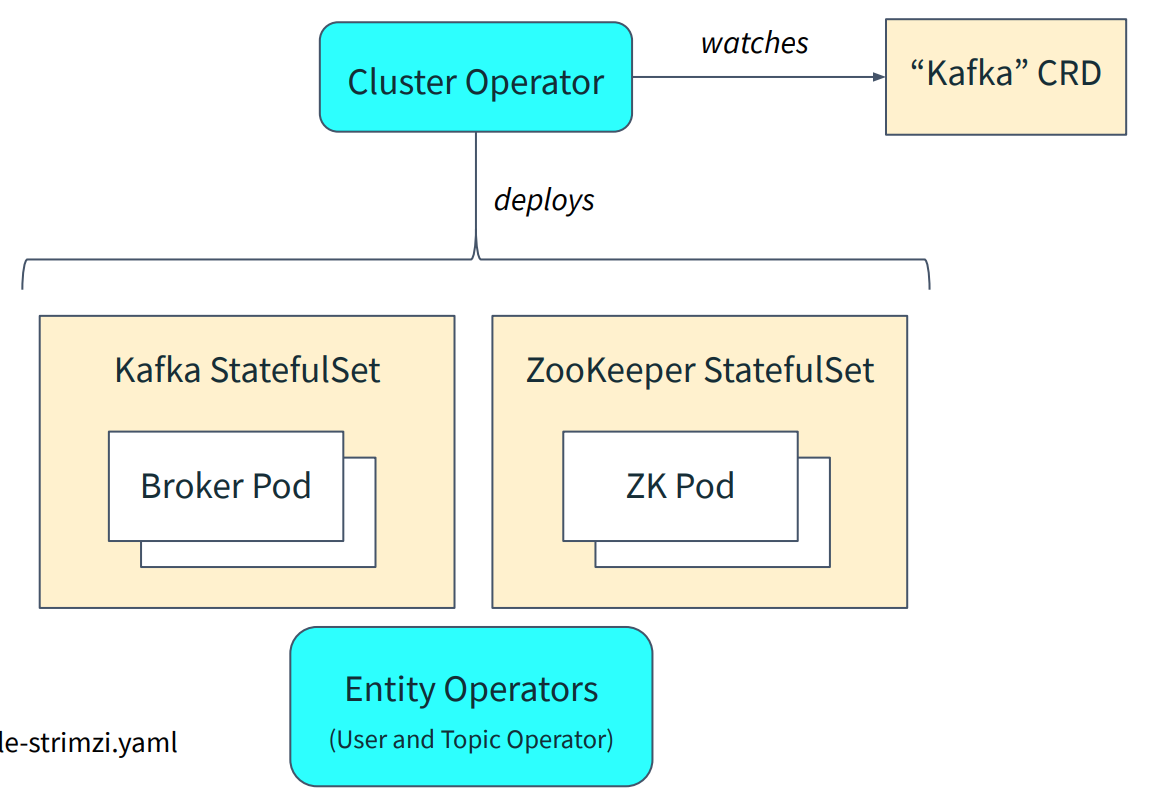 Cluster Operator
watches
“Kafka” CRD
deploys
Kafka StatefulSet
ZooKeeper StatefulSet
Broker Pod
ZK Pod
Entity Operators
(User and Topic Operator)
le-strimzi.yaml